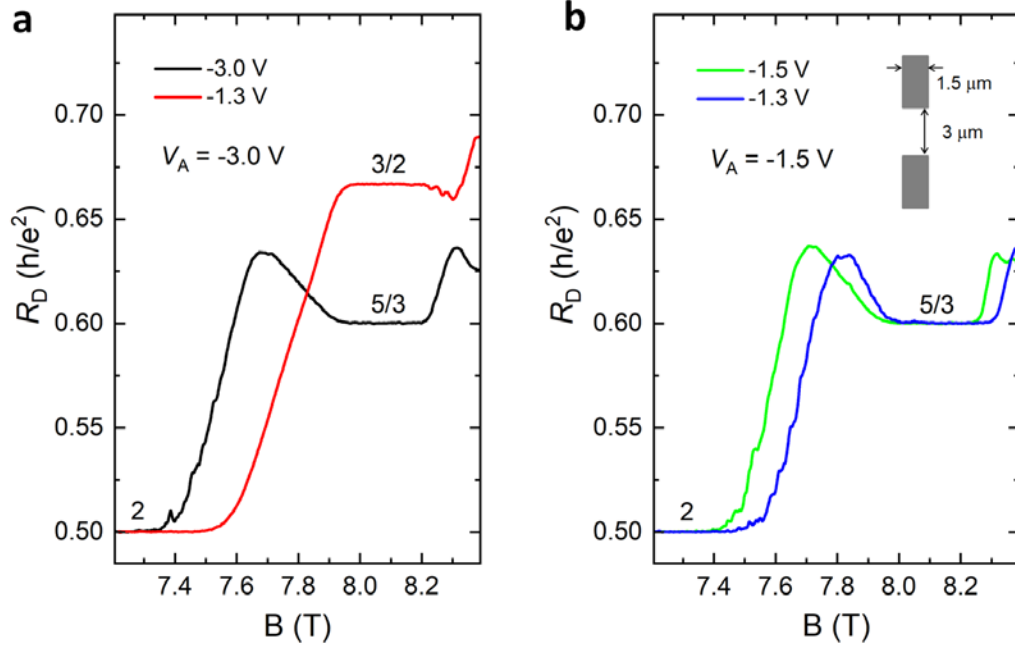 a
-3.0 V
-1.3 V
V_A = -3.0 V
3/2
5/3
2
0.70
0.65
0.60
0.55
0.50
R_D (h/e²)
7.4 7.6 7.8 8.0 8.2
B (T)
b
-1.5 V
-1.3 V
V_A = -1.5 V
1.5 μm
3 μm
5/3
2
0.70
0.65
0.60
0.55
0.50
R_D (h/e²)
7.4 7.6 7.8 8.0 8.2
B (T)